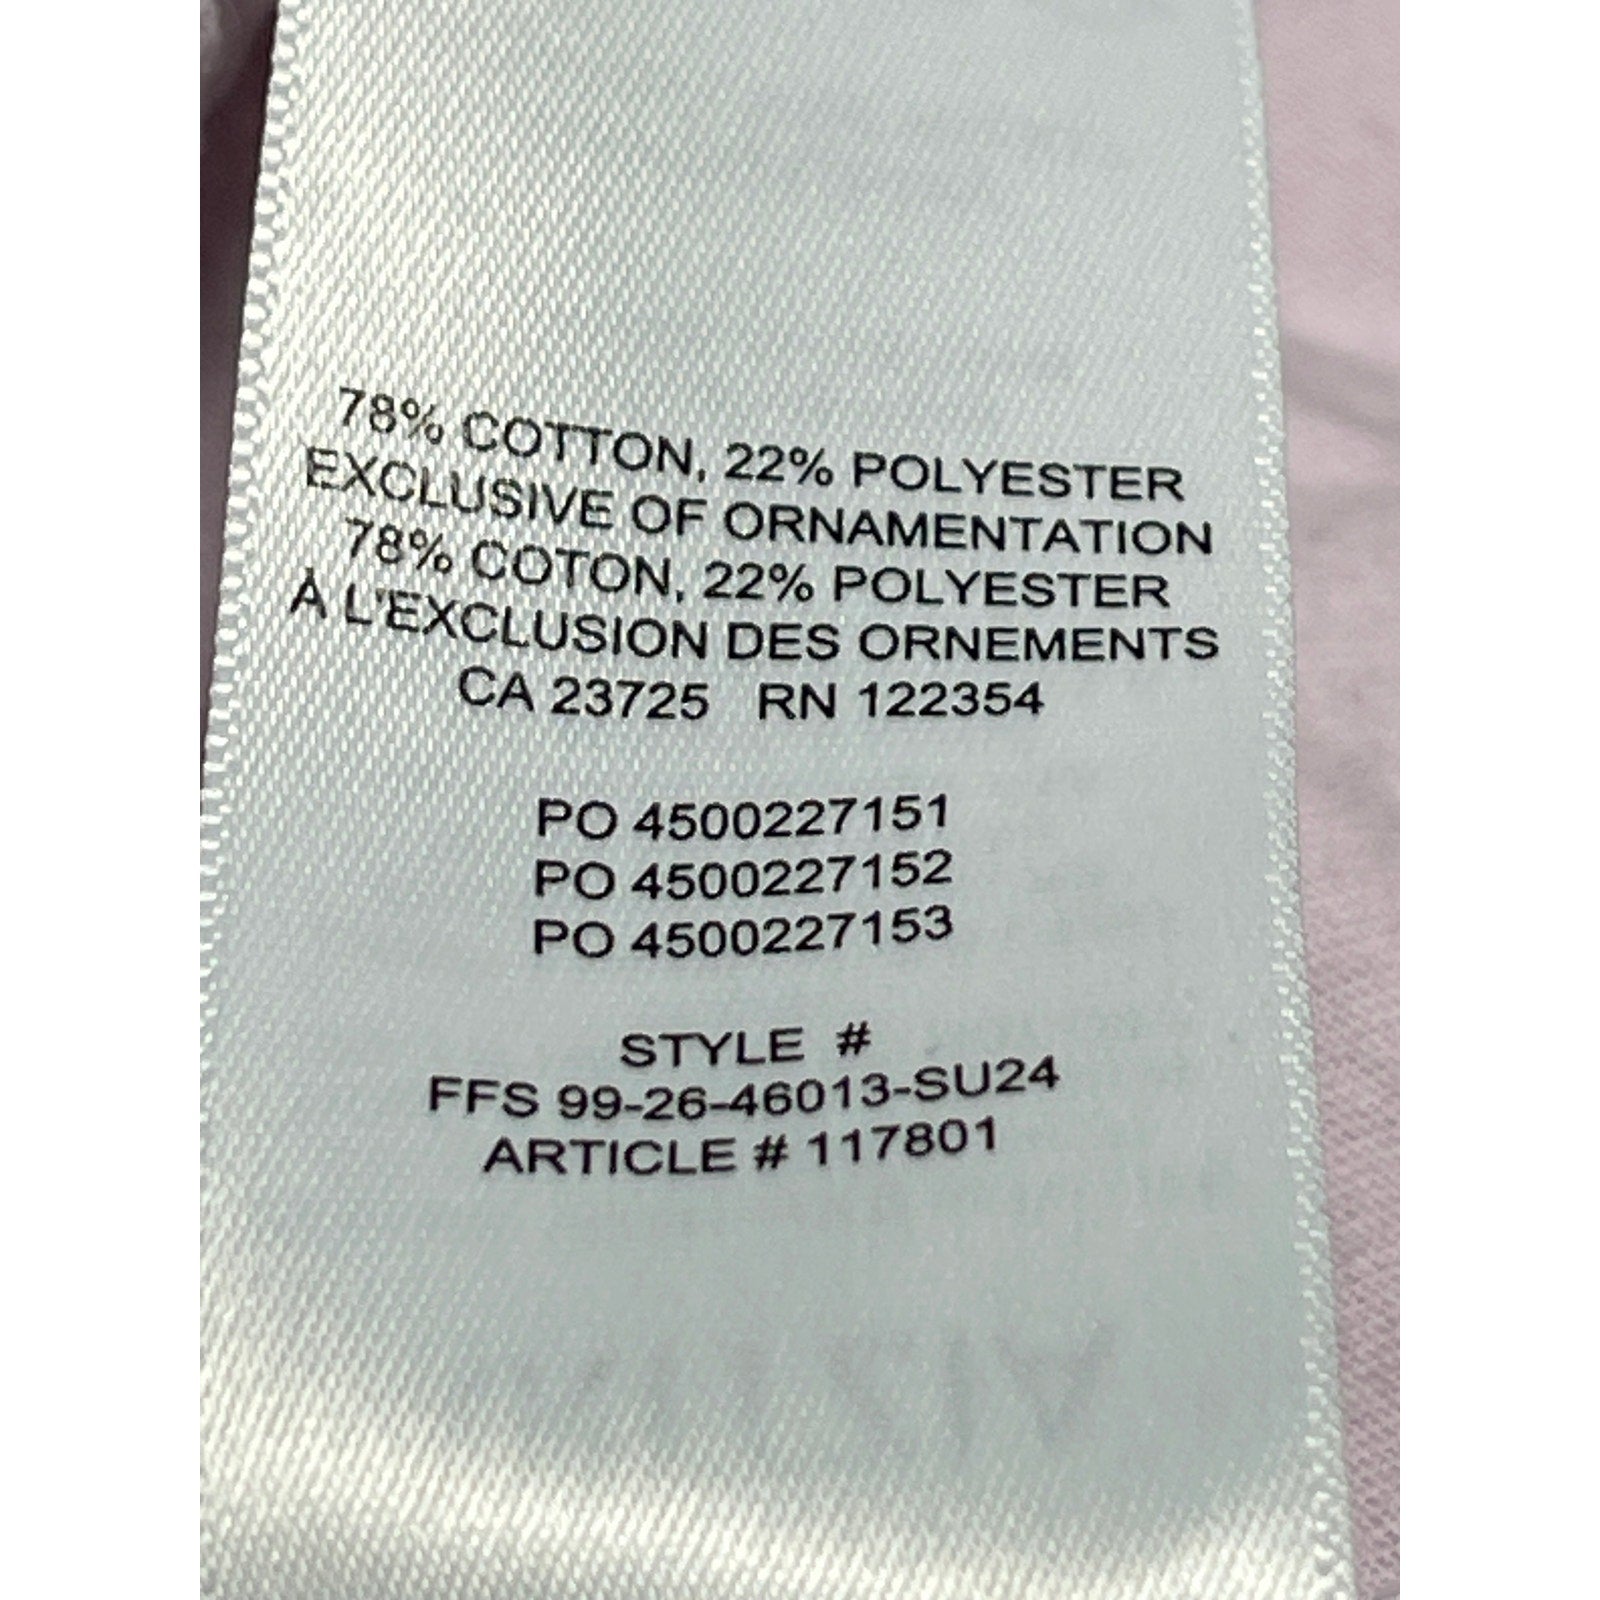 78% COTTON, 22% POLYESTER
EXCLUSIVE OF ORNAMENTATION
78% COTON, 22% POLYESTER
À L'EXCLUSION DES ORNEMENTS
CA 23725 RN 122354
PO 4500227151
PO 4500227152
PO 4500227153
STYLE #
FFS 99-26-46013-SU24
ARTICLE # 117801